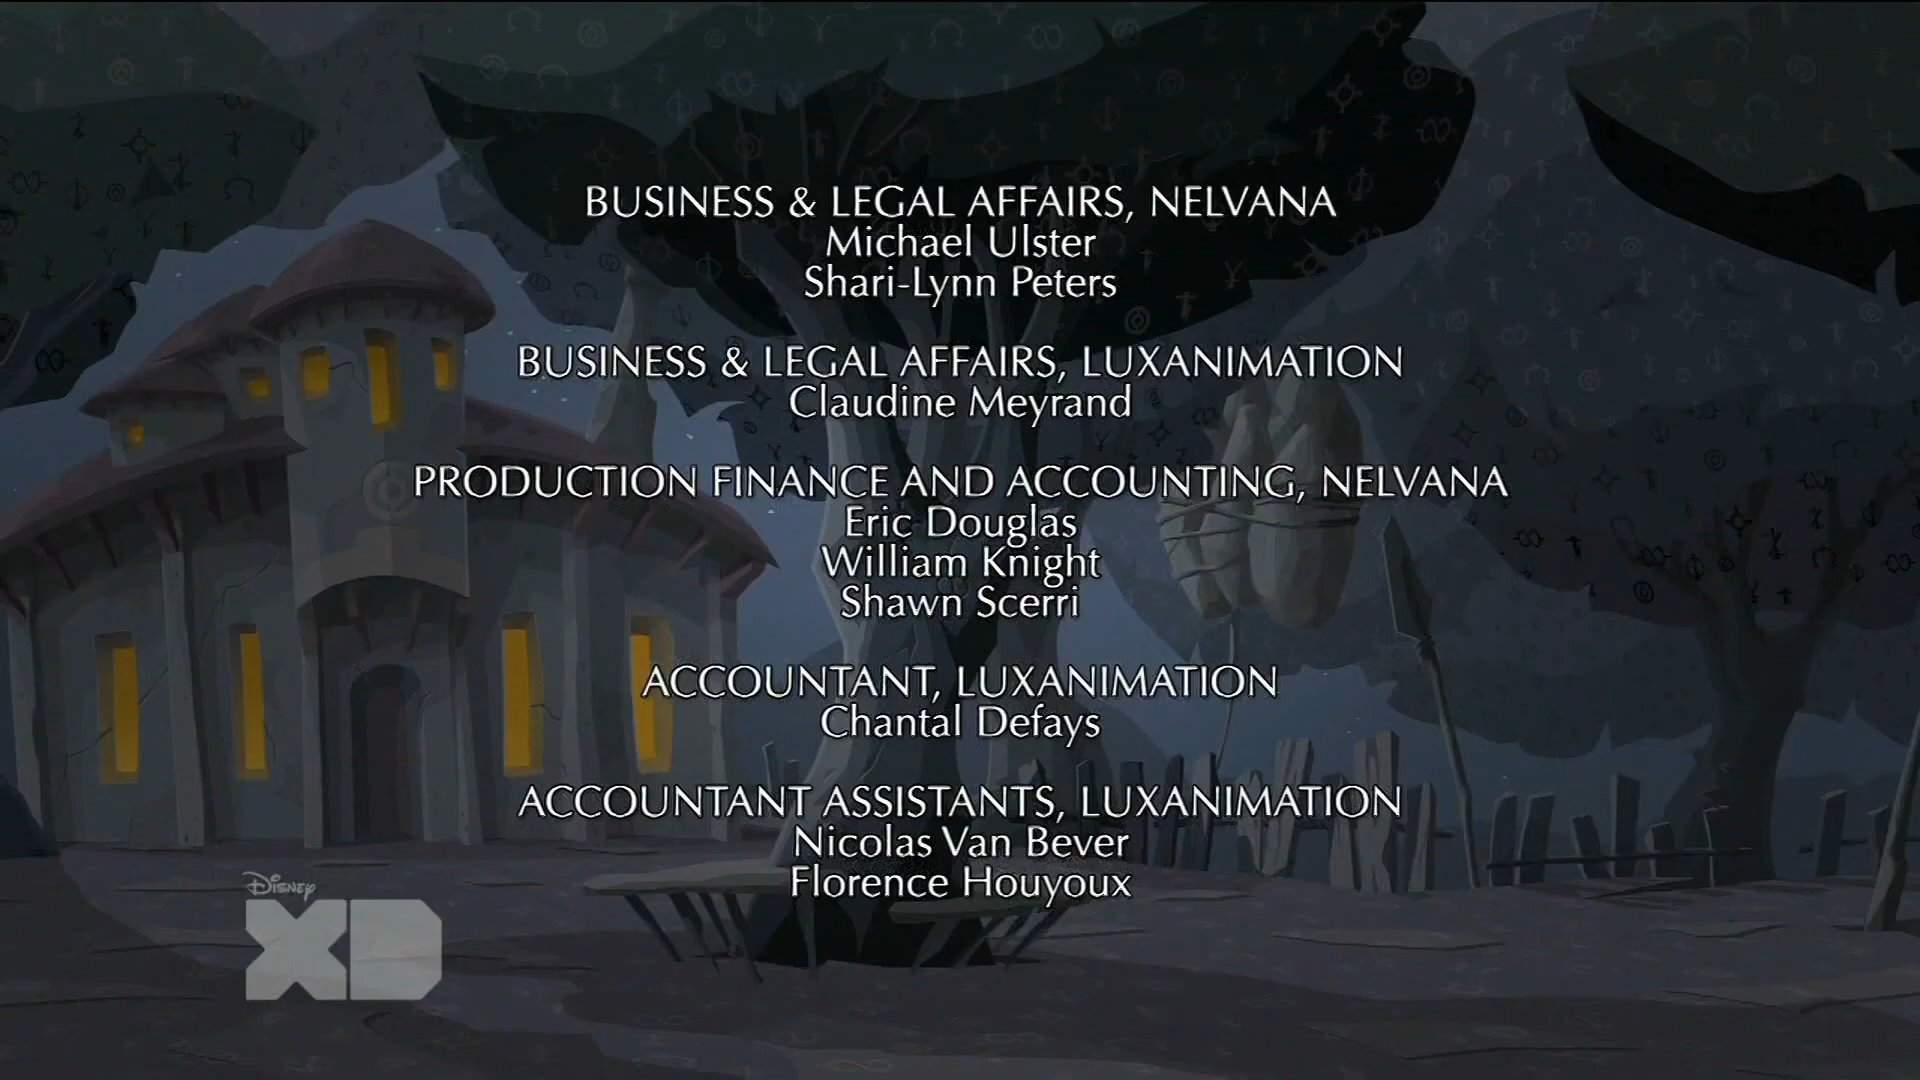 BUSINESS & LEGAL AFFAIRS, NELVANA
Michael Ulster
Shari-Lynn Peters
BUSINESS & LEGAL AFFAIRS, LUXANIMATION
Claudine Meyrand
PRODUCTION FINANCE AND ACCOUNTING, NELVANA
Eric Douglas
William Knight
Shawn Scerri
ACCOUNTANT, LUXANIMATION
Chantal Defays
ACCOUNTANT ASSISTANTS, LUXANIMATION
Nicolas Van Bever
Florence Houyoux
Disney
XD